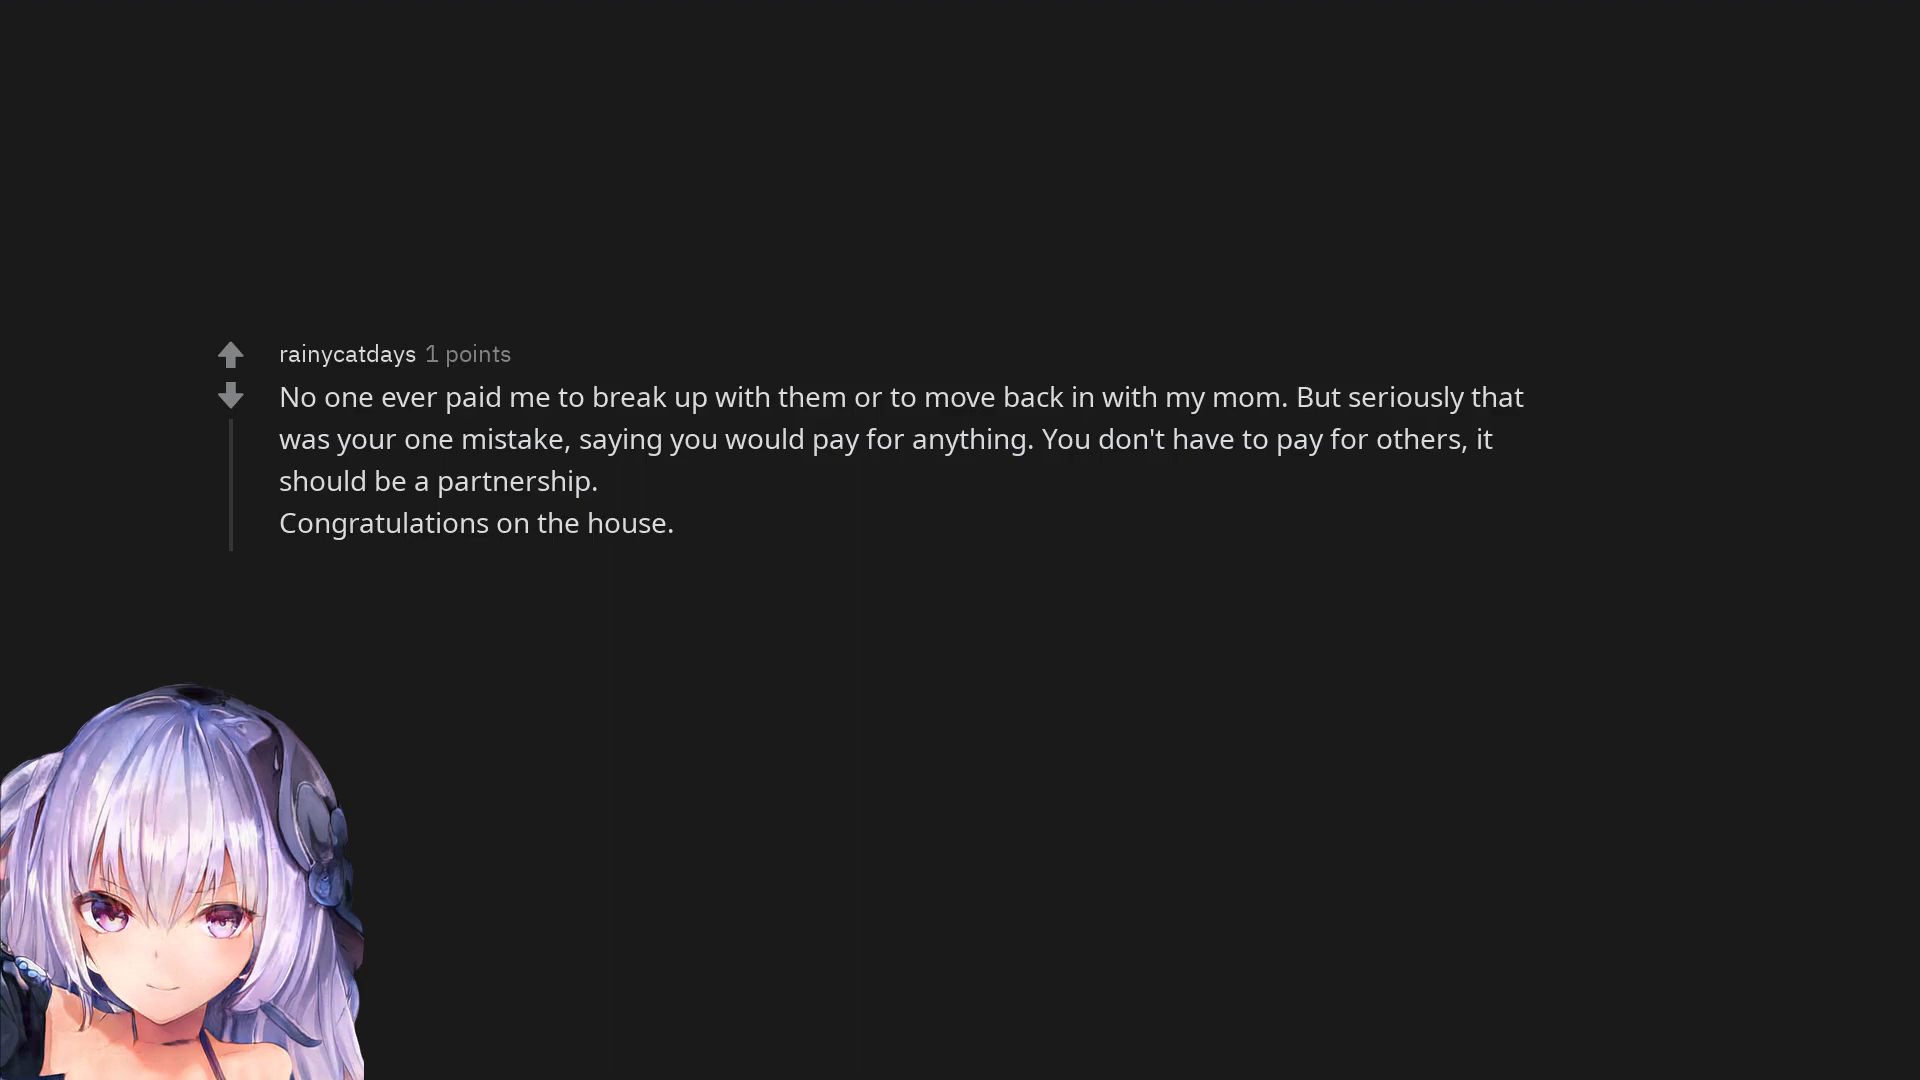 rainycatdays 1 points
No one ever paid me to break up with them or to move back in with my mom. But seriously that
was your one mistake, saying you would pay for anything. You don't have to pay for others, it
should be a partnership.
Congratulations on the house.